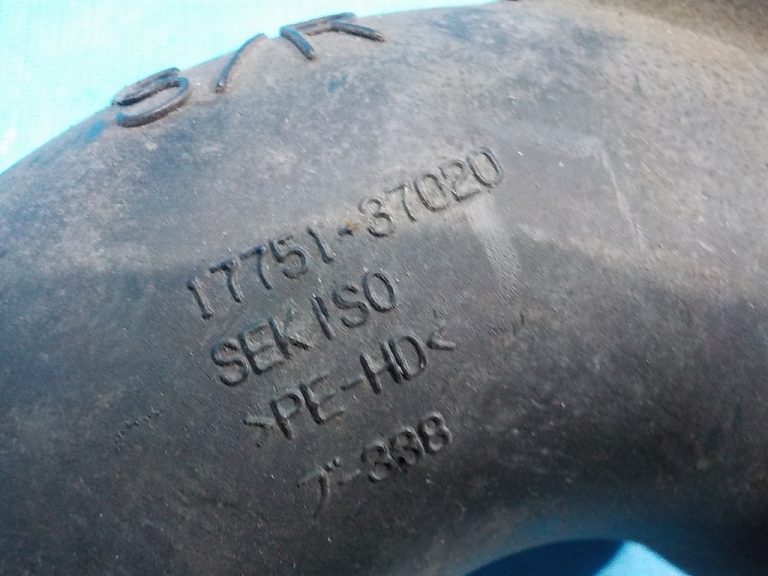 S/R
17751-37020
SEKISO
>PE-HD<
ブ-338